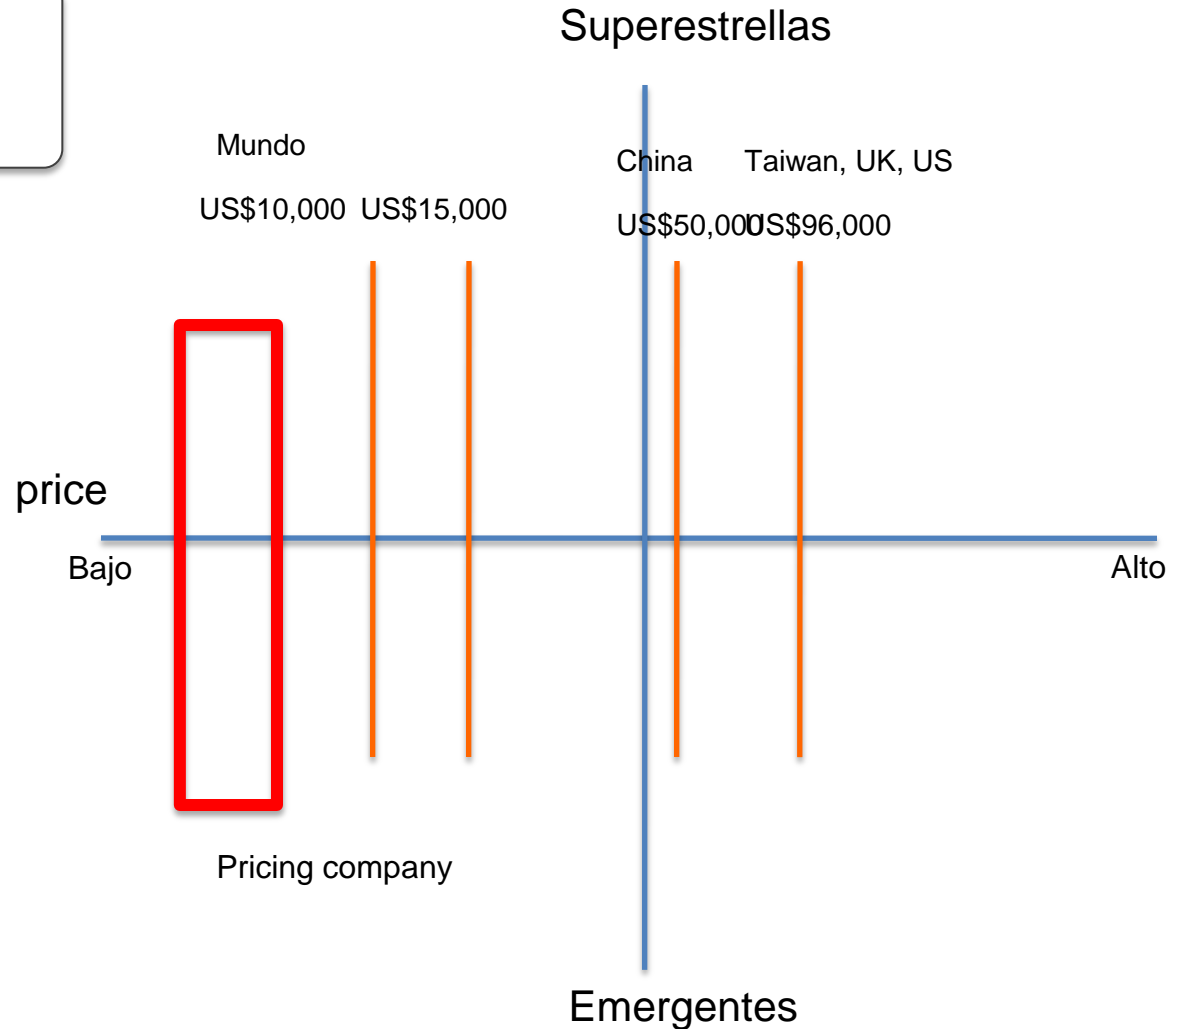 Superestrellas
Mundo
China
Taiwan, UK, US
US$10,000
US$15,000
US$50,000
US$96,000
price
Bajo
Alto
Pricing company
Emergentes